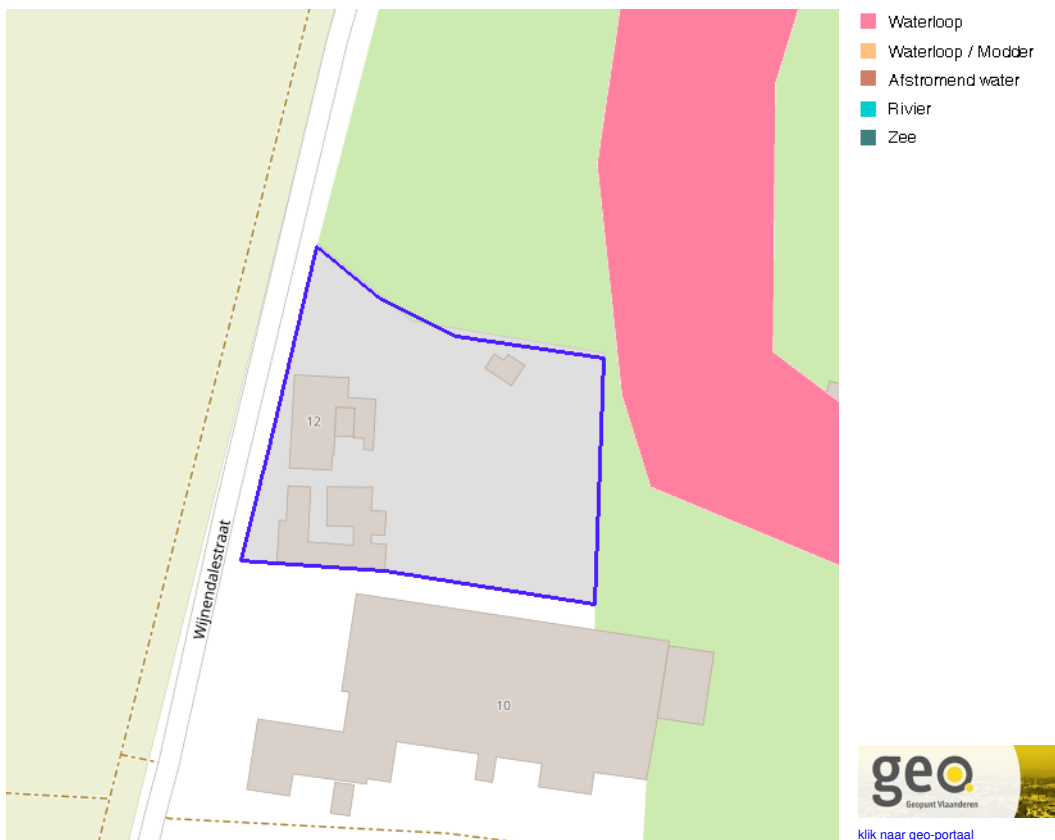 Waterloop
Waterloop / Modder
Afstromend water
Rivier
Zee
12
Wijnendalestraat
10
geo.
Geopunt Vlaanderen
klik naar geo-portaal